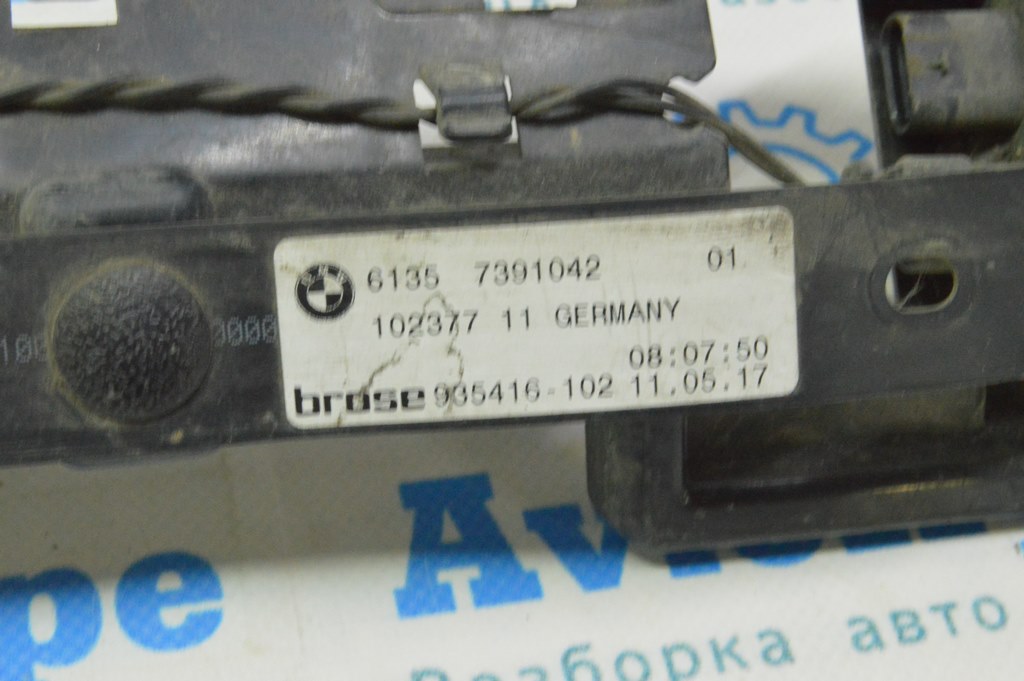 6135 7391042 01
102377 11 GERMANY
08:07:50
brose 935416-102 11.05.17
Разборка авто